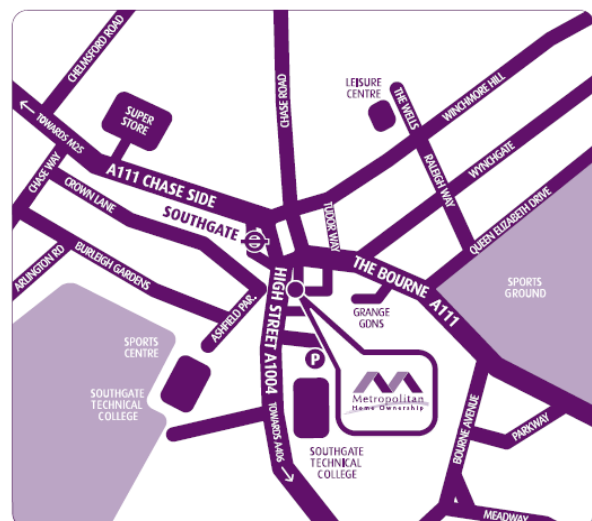 CHELMSFORD ROAD
TOWARDS M25
SUPER
STORE
CHASE ROAD
LEISURE
CENTRE
THE WELLS
WINCHMORE HILL
CHASE WAY
A111 CHASE SIDE
CROWN LANE
SOUTHGATE
TUDOR WAY
RALEIGH WAY
WYNCHGATE
QUEEN ELIZABETH DRIVE
ARLINGTON RD
BURLEIGH GARDENS
ASHFIELD PAR.
HIGH STREET A1004
THE BOURNE A111
SPORTS
GROUND
GRANGE
GDNS
SPORTS
CENTRE
P
SOUTHGATE
TECHNICAL
COLLEGE
Metropolitan
Home Ownership
TOWARDS A406
SOUTHGATE
TECHNICAL
COLLEGE
BOURNE AVENUE
PARKWAY
MEADWAY